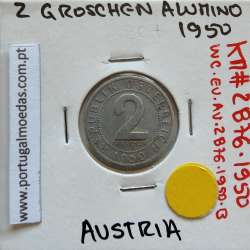 2 GROSCHEN ALUMINO
1950
www.portugalmoedas.com.pt
REPUBLIK ÖSTERREICH
2
1950
KM#2876.1950
WC.EU.AV.2876.1950.B
AUSTRIA